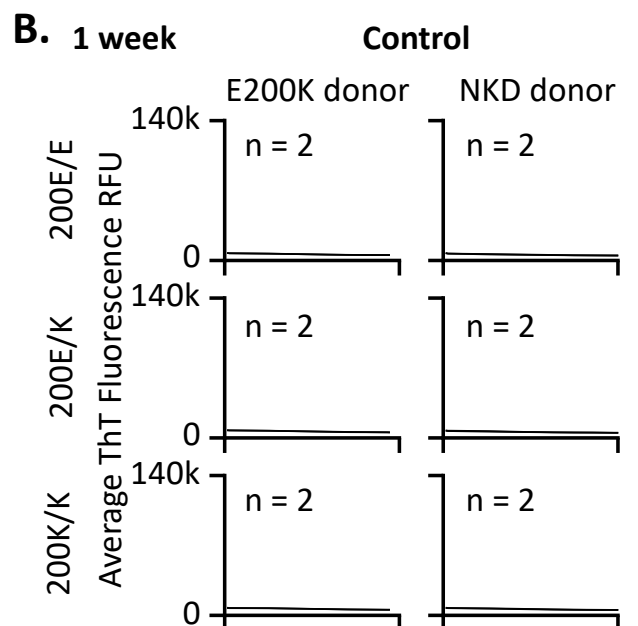 B. 1 week Control
E200K donor NKD donor
Average ThT Fluorescence RFU
200E/E
140k
n = 2 n = 2
0
200E/K
140k
n = 2 n = 2
0
200K/K
140k
n = 2 n = 2
0